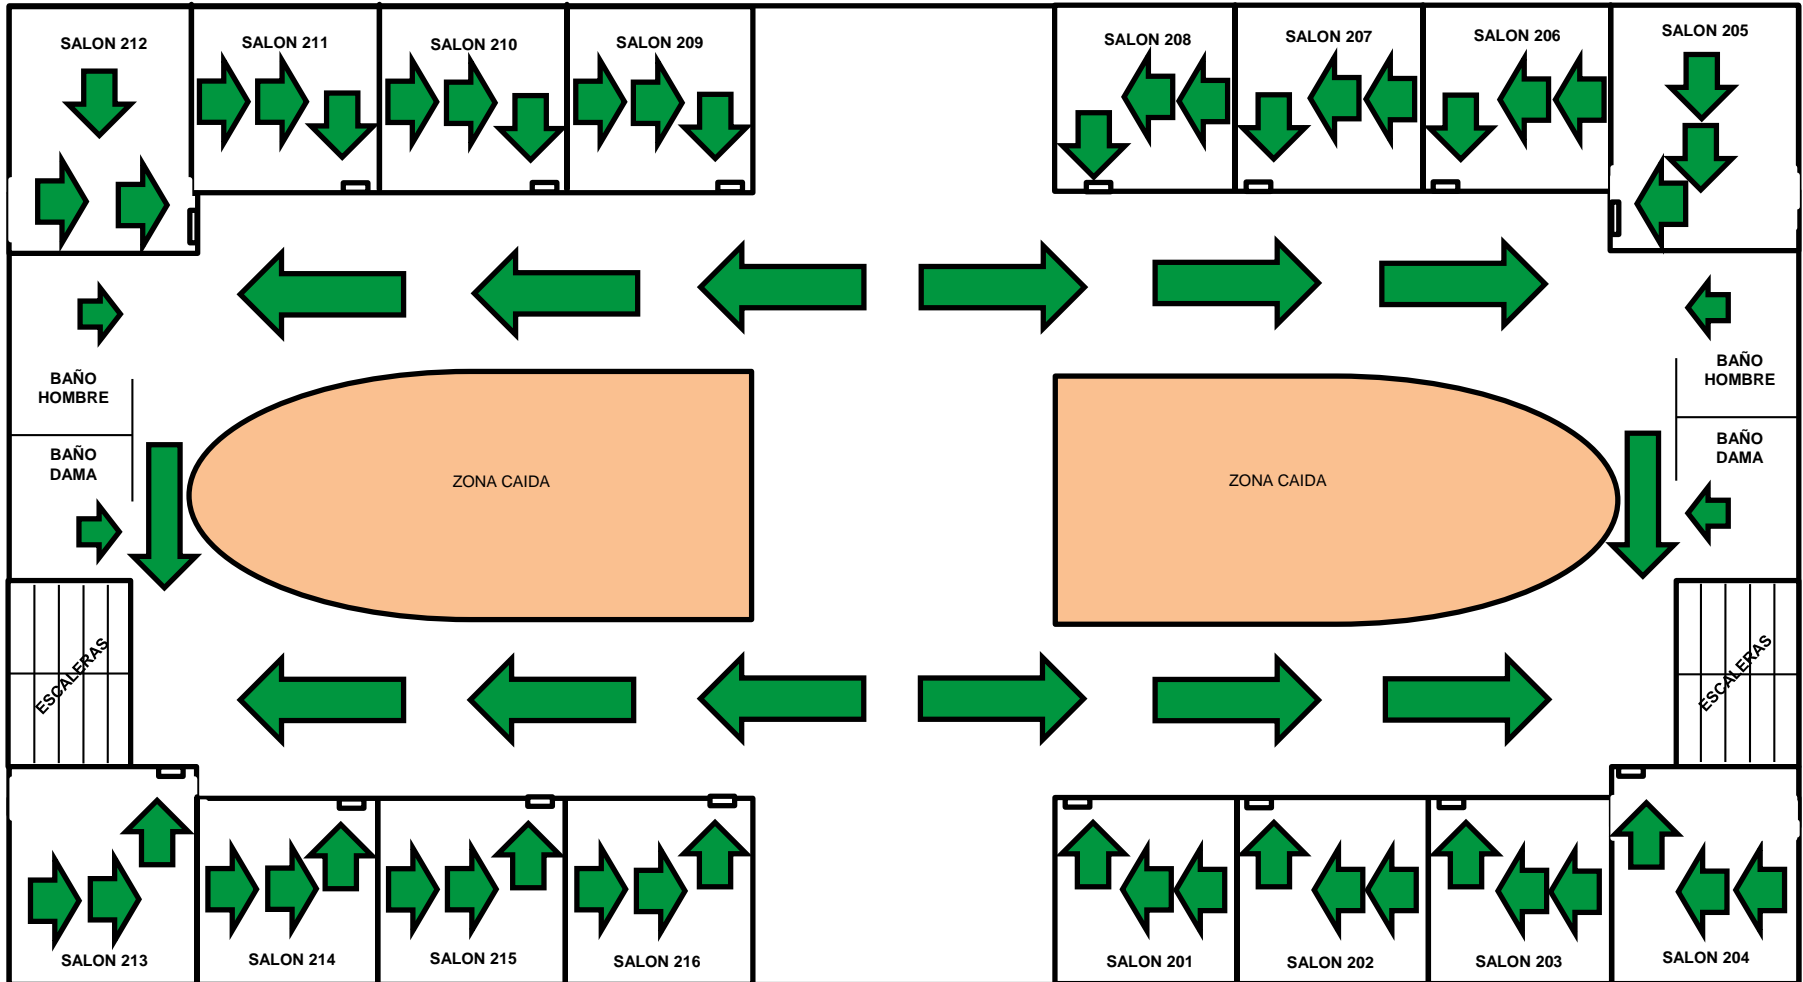 SALON 212
SALON 211
SALON 210
SALON 209
SALON 208
SALON 207
SALON 206
SALON 205
BAÑO
HOMBRE
BAÑO
DAMA
ZONA CAIDA
ZONA CAIDA
BAÑO
HOMBRE
BAÑO
DAMA
ESCALERAS
ESCALERAS
SALON 213
SALON 214
SALON 215
SALON 216
SALON 201
SALON 202
SALON 203
SALON 204